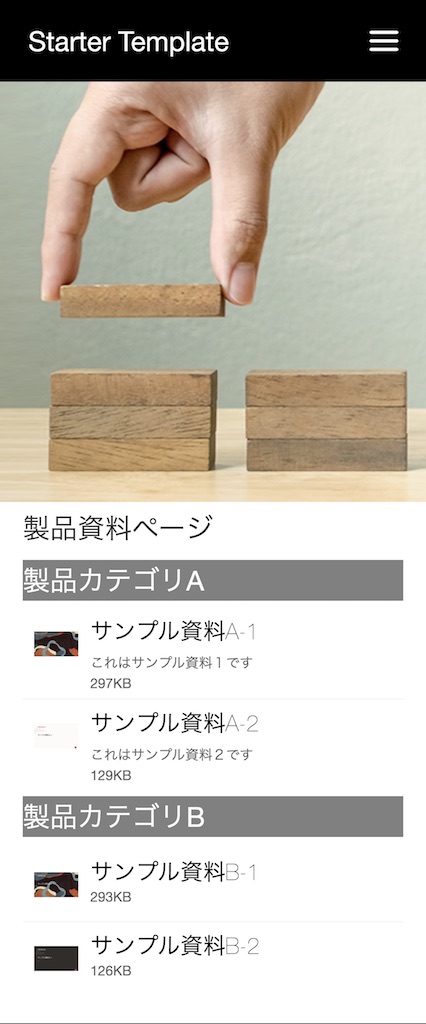 Starter Template
製品資料ページ
製品カテゴリA
サンプル資料A-1
これはサンプル資料１です
297KB
サンプル資料A-2
これはサンプル資料２です
129KB
製品カテゴリB
サンプル資料B-1
293KB
サンプル資料B-2
126KB